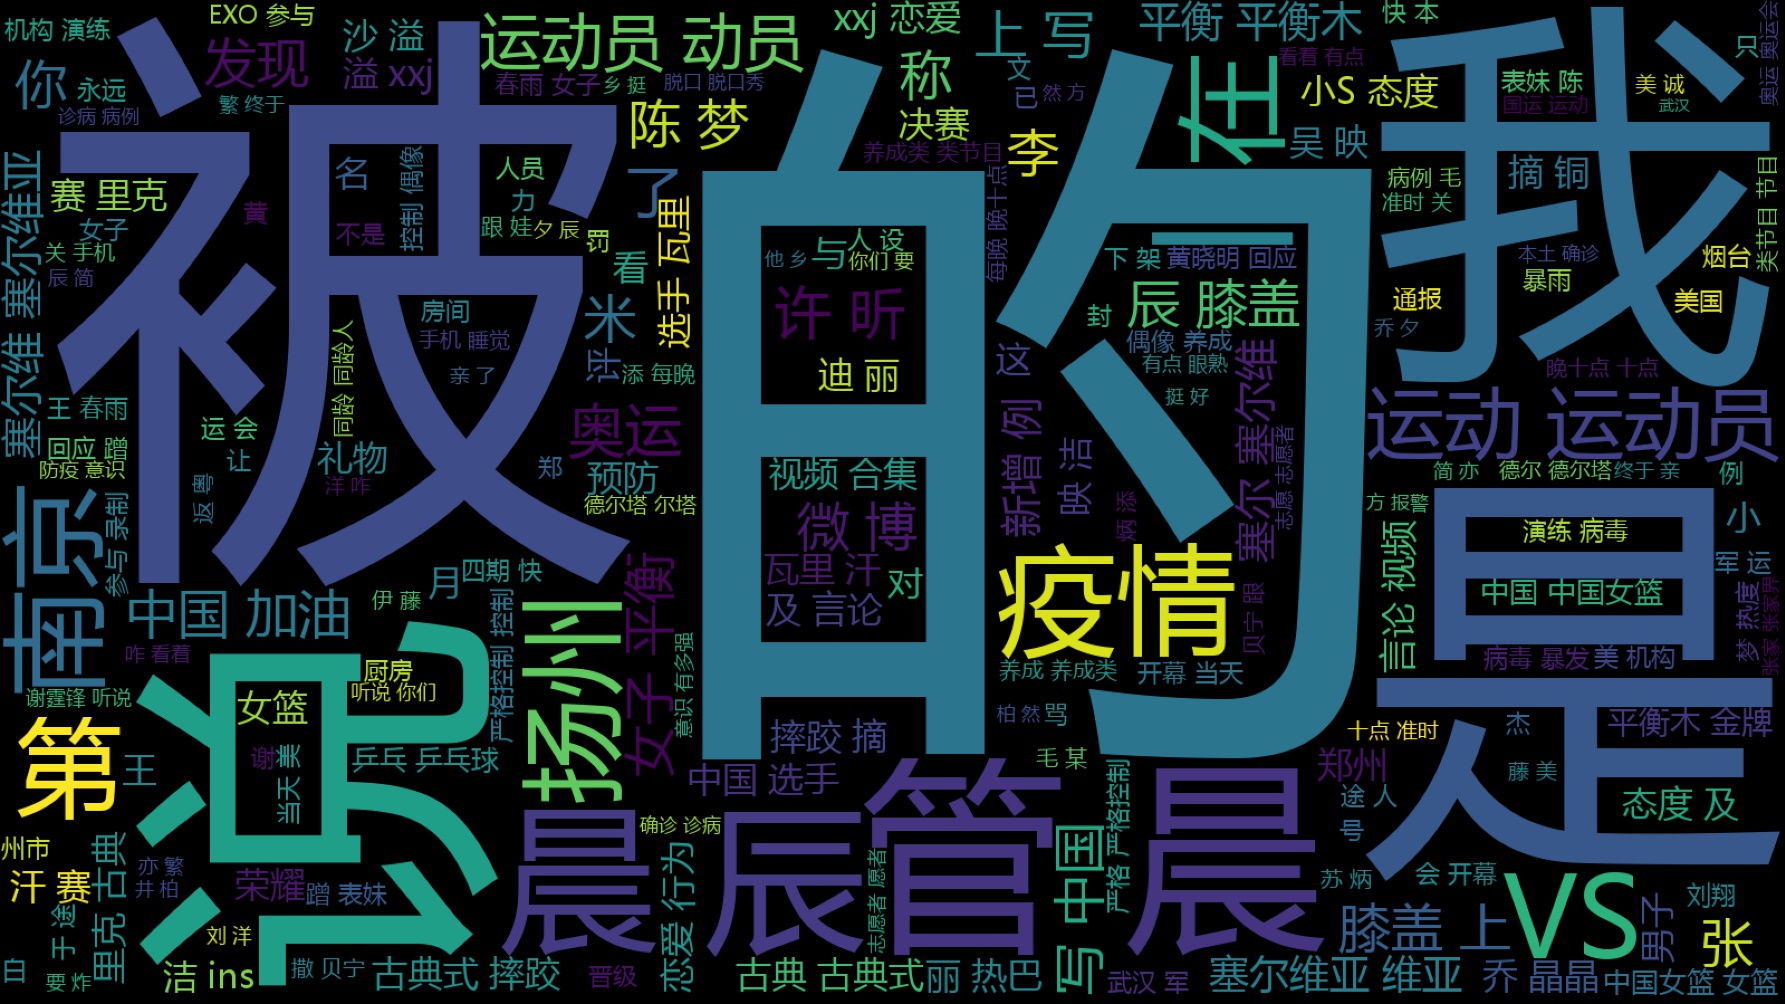 机构 演练
EXO 参与
沙 溢
溢 xxj
运动员 动员
xxj 恋爱
上 写
平衡 平衡木
快 本
只
奥运 奥运会
你
永远
发现
诊病 病例
繁 终于
春雨 女子
乡 挺
脱口 脱口秀
称
文
已
然 方
看着 有点
在
小S 态度
表妹 陈
国运 运动
美 诚
武汉
被
的
我
陈 梦
决赛
养成类 类节目
李
吴 映
病例 毛
准时 关
摘 铜
类节目 节目
塞尔维亚
塞尔维 塞尔维亚
赛 里克
女子
关 手机
辰 简
黄
名
控制 偶像
不是
人员
力
跟 娃
夕 辰
罚
了
看
选手 瓦里
他 乡
与
人 设
你们 要
每晚 晚十点
下 架
黄晓明 回应
本土 确诊
暴雨
烟台
通报
美国
乔 夕
许 昕
迪 丽
封
辰 膝盖
偶像 养成
有点 眼熟
挺 好
这
塞尔 塞尔维
房间
手机 睡觉
亲 了
同龄 同龄人
米
添 每晚
晚十点 十点
王 春雨
回应 蹭
防疫 意识
运 会
让
返 粤
礼物
洋 咋
郑
奥运
预防
德尔塔 尔塔
视频 合集
微 博
瓦里 汗
对
及 言论
新增 例
映 洁
炳 添
志愿 志愿者
运动 运动员
简 亦
德尔 德尔塔
终于 亲
例
方 报警
小
南京
参与 录制
中国 加油
月
四期 快
伊 藤
严格控制 控制
女子 平衡
意识 有多强
疫情
贝宁 跟
言论 视频
是
演练 病毒
中国 中国女篮
病毒 暴发
美 机构
军 运
梦 热度
张家 张家界
咋 看着
谢霆锋 听说
况
女篮
厨房
听说 你们
谢
当天 美
乒乓 乒乓球
扬州
养成 养成类
开幕 当天
柏 然
骂
毛 某
摔跤 摘
中国 选手
第
王
十点 准时
杰
平衡木 金牌
郑州
藤 美
途 人
号
态度 及
州市
汗 赛
里克 古典
亦 繁
井 柏
荣耀
蹭 表妹
确诊 诊病
晨
辰
管
晨
恋爱 行为
志愿者 愿者
写 中国
严格 严格控制
苏 炳
会 开幕
VS
刘翔
于 途
刘 洋
白
要 炸
洁 ins
撒 贝宁
古典式 摔跤
晋级
古典 古典式
丽 热巴
武汉 军
塞尔维亚 维亚
膝盖 上
乔 晶晶
男子
张
中国女篮 女篮